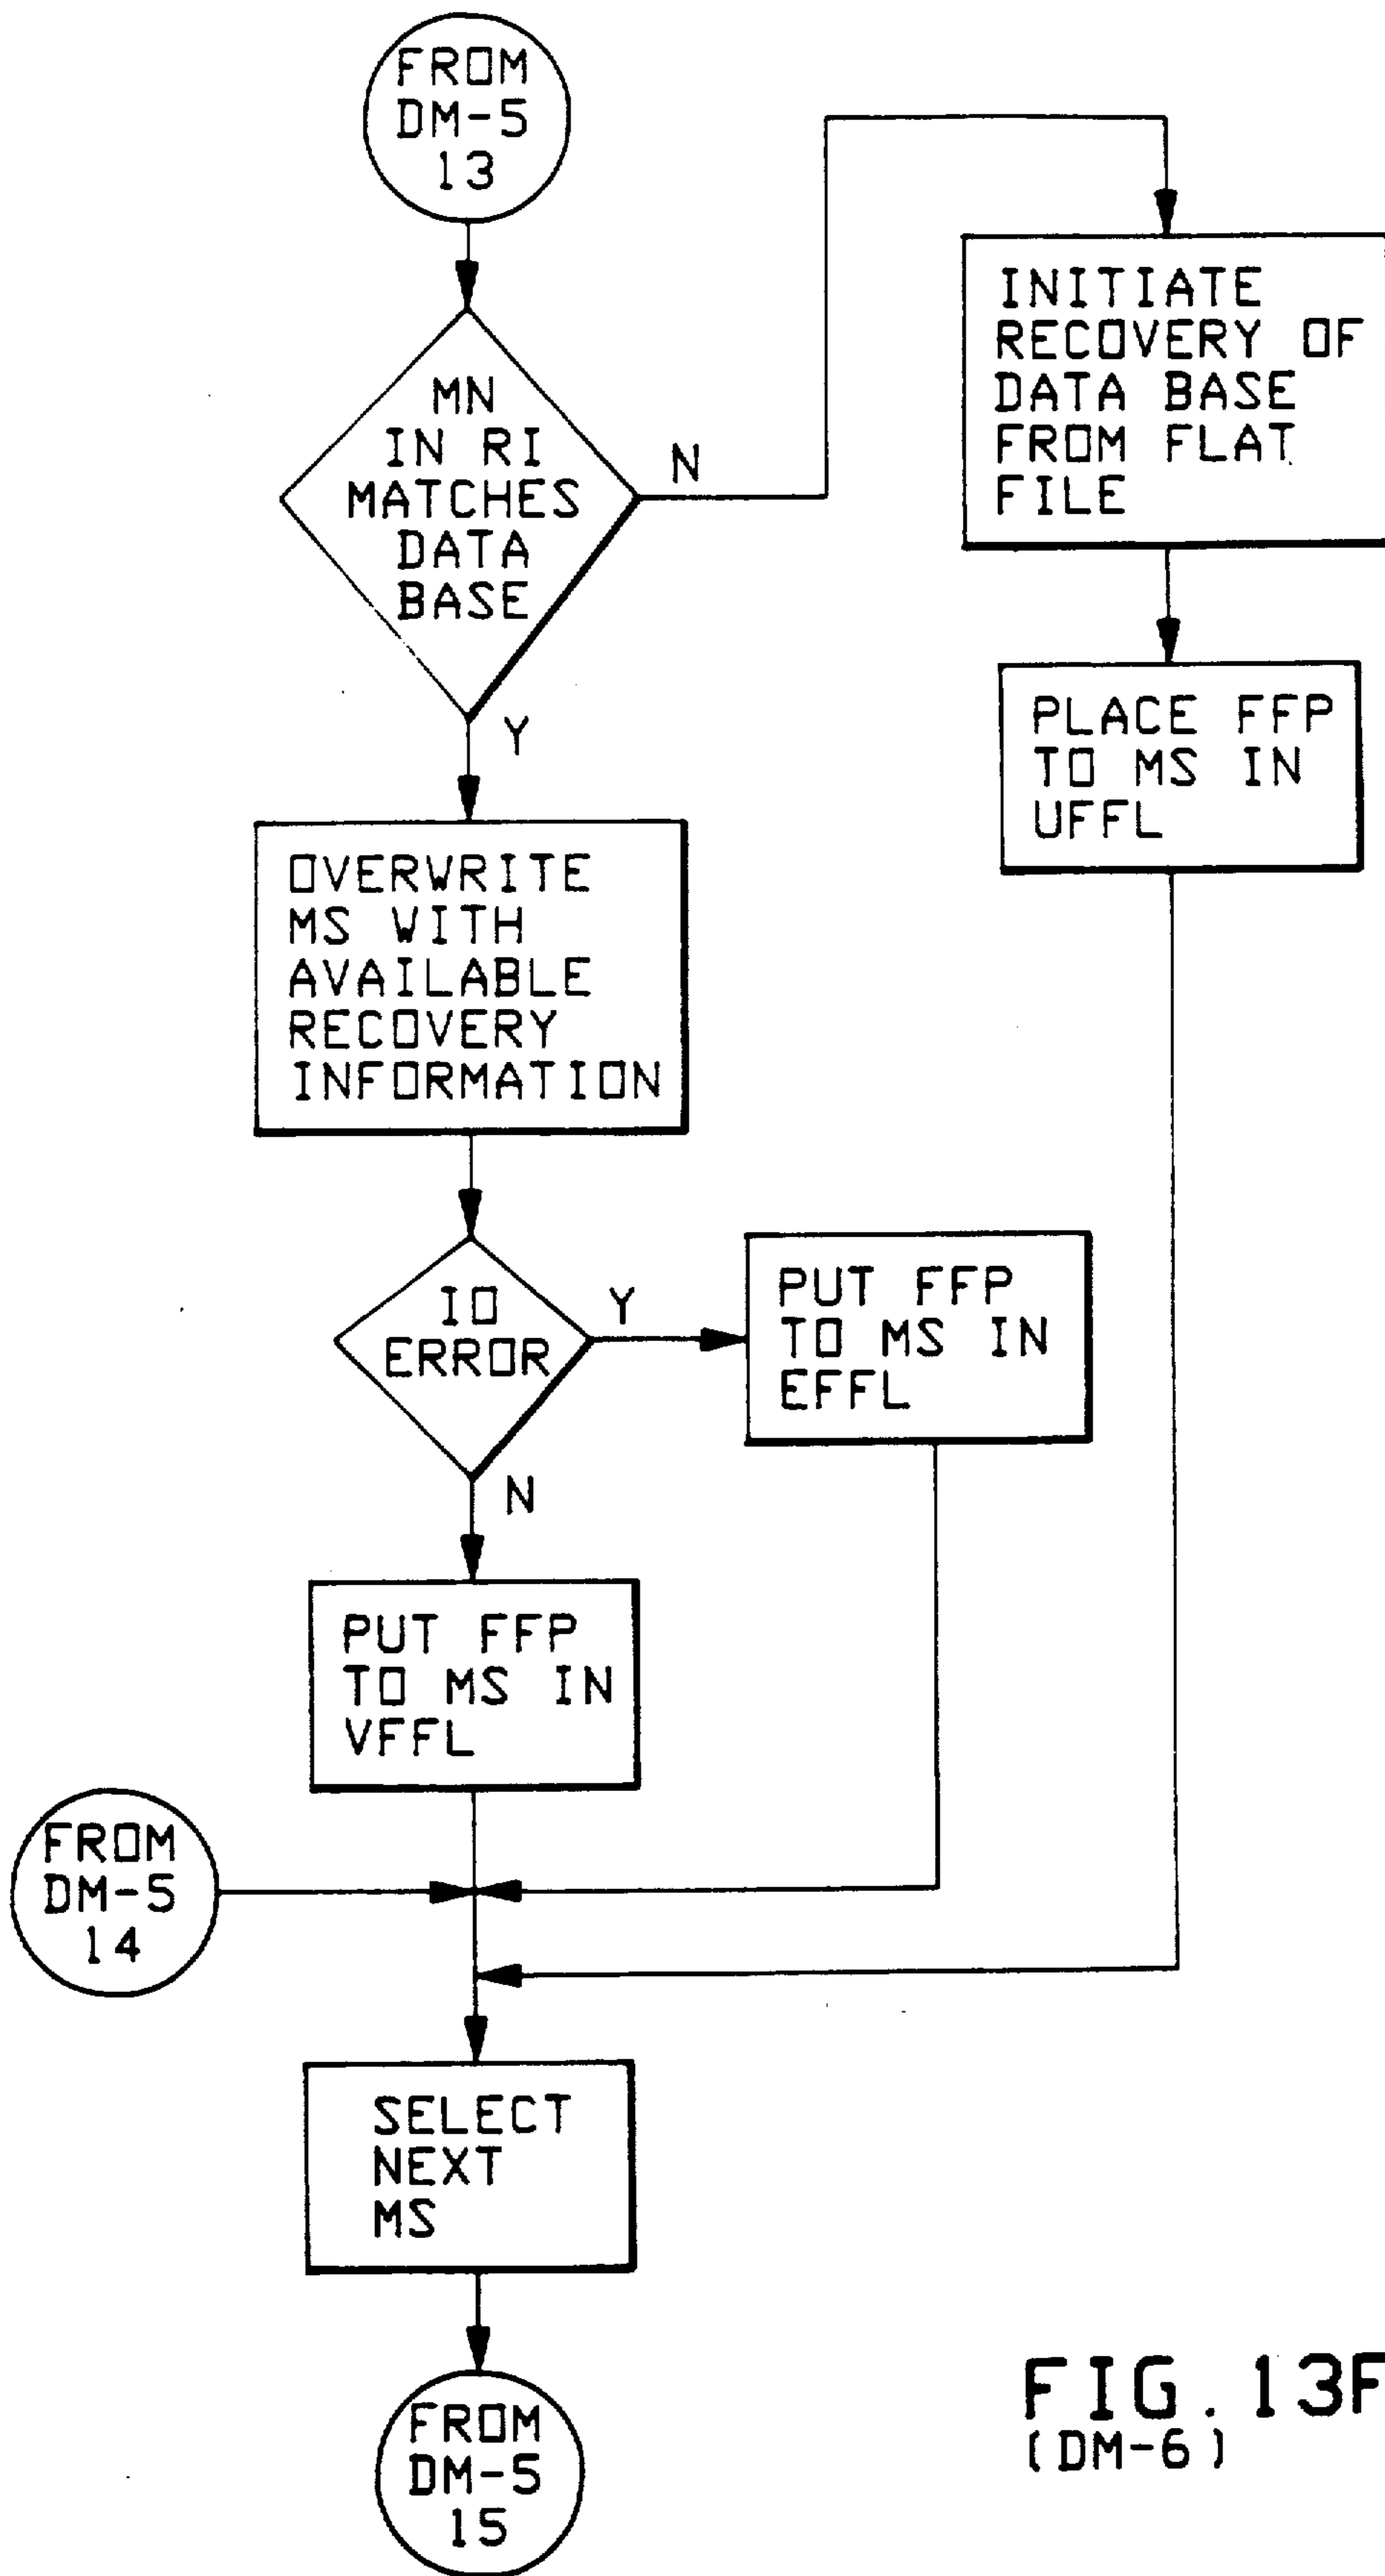 FROM
DM-5
13
MN
IN RI
MATCHES
DATA
BASE
N
Y
INITIATE
RECOVERY OF
DATA BASE
FROM FLAT
FILE
PLACE FFP
TO MS IN
UFFL
OVERWRITE
MS WITH
AVAILABLE
RECOVERY
INFORMATION
IO
ERROR
Y
N
PUT FFP
TO MS IN
EFFL
PUT FFP
TO MS IN
VFFL
FROM
DM-5
14
SELECT
NEXT
MS
FROM
DM-5
15
FIG. 13F
(DM-6)